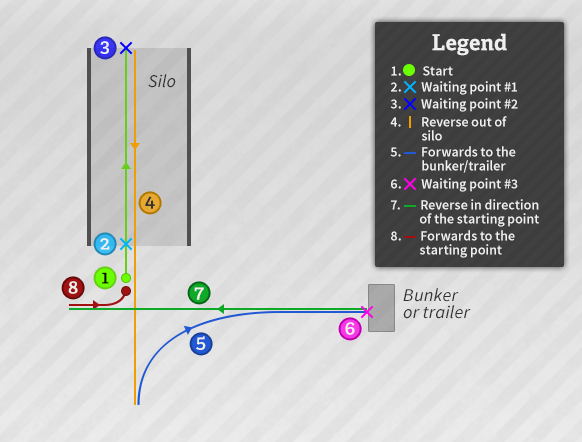 Legend
1. Start
2. Waiting point #1
3. Waiting point #2
4. Reverse out of
silo
5. Forwards to the
bunker/trailer
6. Waiting point #3
7. Reverse in direction
of the starting point
8. Forwards to the
starting point
3
Silo
4
2
1
8
7
Bunker
or trailer
6
5